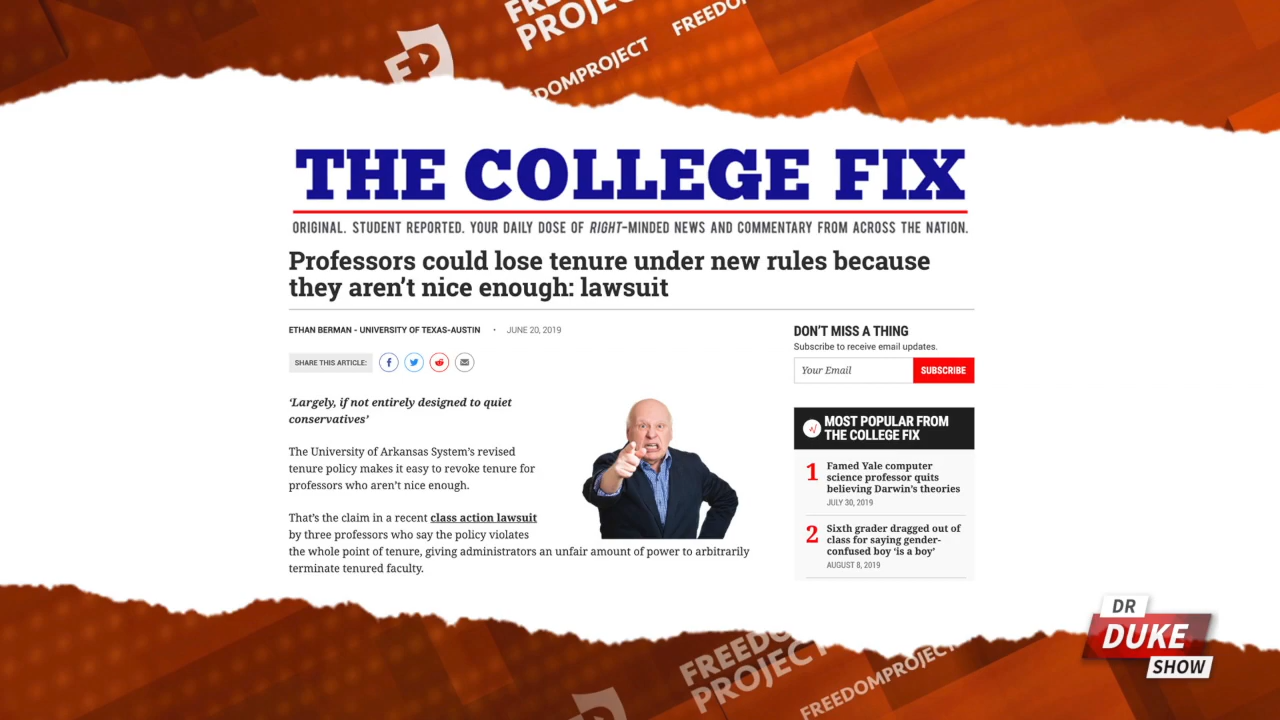 FREEDOMPROJECT
THE COLLEGE FIX
ORIGINAL. STUDENT REPORTED. YOUR DAILY DOSE OF RIGHT-MINDED NEWS AND COMMENTARY FROM ACROSS THE NATION.
Professors could lose tenure under new rules because
they aren’t nice enough: lawsuit
ETHAN BERMAN - UNIVERSITY OF TEXAS-AUSTIN • JUNE 20, 2019
SHARE THIS ARTICLE:
‘Largely, if not entirely designed to quiet
conservatives’
The University of Arkansas System’s revised
tenure policy makes it easy to revoke tenure for
professors who aren’t nice enough.
That’s the claim in a recent class action lawsuit
by three professors who say the policy violates
the whole point of tenure, giving administrators an unfair amount of power to arbitrarily
terminate tenured faculty.
DON’T MISS A THING
Subscribe to receive email updates.
Your Email
SUBSCRIBE
MOST POPULAR FROM
THE COLLEGE FIX
1 Famed Yale computer
science professor quits
believing Darwin’s theories
JULY 30, 2019
2 Sixth grader dragged out of
class for saying gender-
confused boy ‘is a boy’
AUGUST 8, 2019
FREEDOMPROJECT
DR
DUKE
SHOW